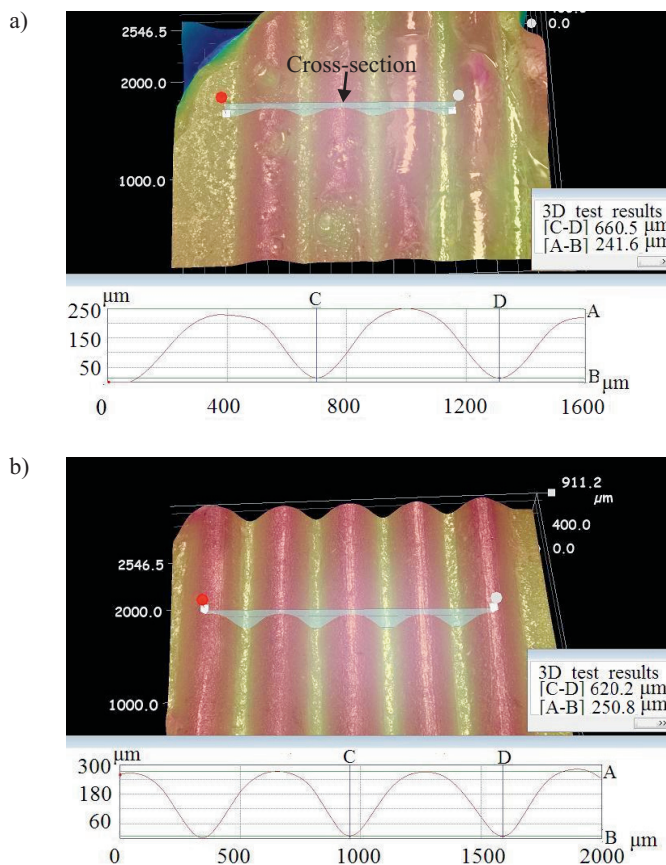 a)
2546.5
0.0
2000.0
Cross-section
1000.0
3D test results
[C-D] 660.5 μm
[A-B] 241.6 μm
>>
μm
C D
250 A
150
50 B
μm
0 400 800 1200 1600
b)
911.2
μm
2546.5 400.0
0.0
2000.0
1000.0
3D test results
[C-D] 620.2 μm
[A-B] 250.8 μm
>>
μm C D
300 A
180
60
B
μm
0 500 1000 1500 2000